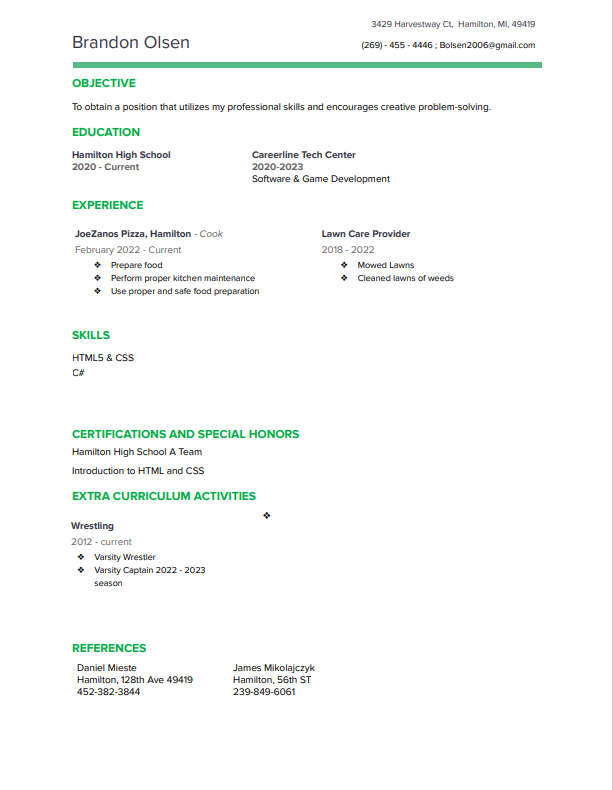 3429 Harvestway Ct,  Hamilton, MI, 49419
Brandon Olsen
(269) - 455 - 4446 ; Bolsen2006@gmail.com
OBJECTIVE
To obtain a position that utilizes my professional skills and encourages creative problem-solving.
EDUCATION
Hamilton High School
2020 - Current
Careerline Tech Center
2020-2023
Software & Game Development
EXPERIENCE
JoeZanos Pizza, Hamilton - Cook
February 2022 - Current
❖ Prepare food
❖ Perform proper kitchen maintenance
❖ Use proper and safe food preparation
Lawn Care Provider
2018 - 2022
❖ Mowed Lawns
❖ Cleaned lawns of weeds
SKILLS
HTML5 & CSS
C#
CERTIFICATIONS AND SPECIAL HONORS
Hamilton High School A Team
Introduction to HTML and CSS
EXTRA CURRICULUM ACTIVITIES
❖
Wrestling
2012 - current
❖ Varsity Wrestler
❖ Varsity Captain 2022 - 2023
season
REFERENCES
Daniel Mieste
Hamilton, 128th Ave 49419
452-382-3844
James Mikolajczyk
Hamilton, 56th ST
239-849-6061